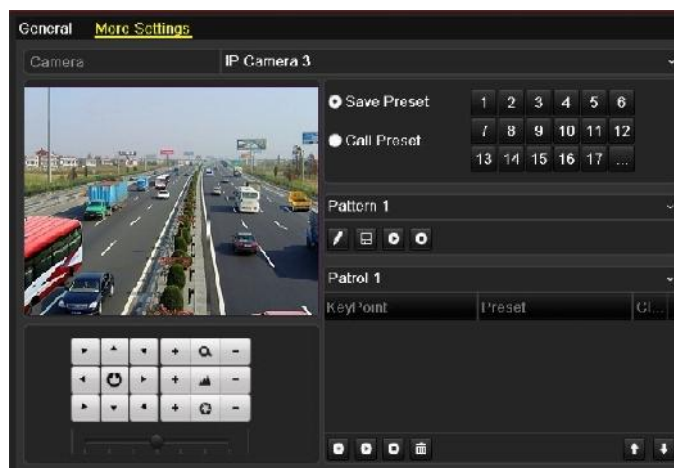 General More Settings
Camera IP Camera 3
Save Preset 1 2 3 4 5 6
Call Preset 7 8 9 10 11 12
13 14 15 16 17 ...
Pattern 1
Patrol 1
KeyPoint Preset